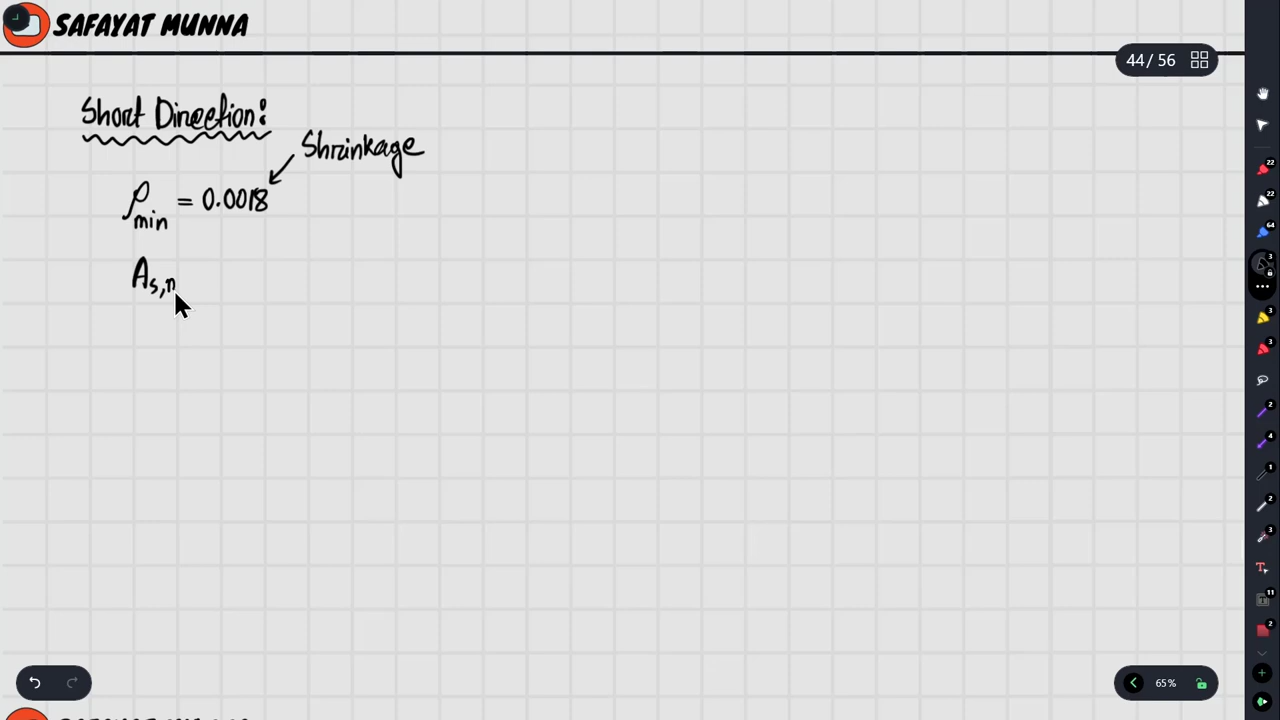 SAFAYAT MUNNA
44/56
Short Direction:
Shrinkage
ρmin = 0.0018
As,n
65%